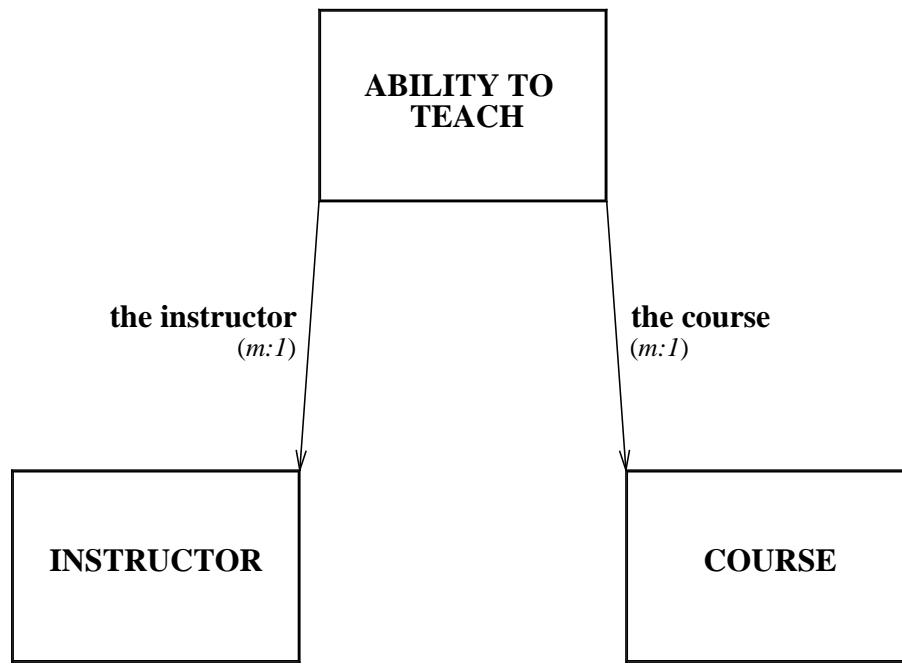 ABILITY TO
TEACH
the instructor
(m:1)
the course
(m:1)
INSTRUCTOR
COURSE